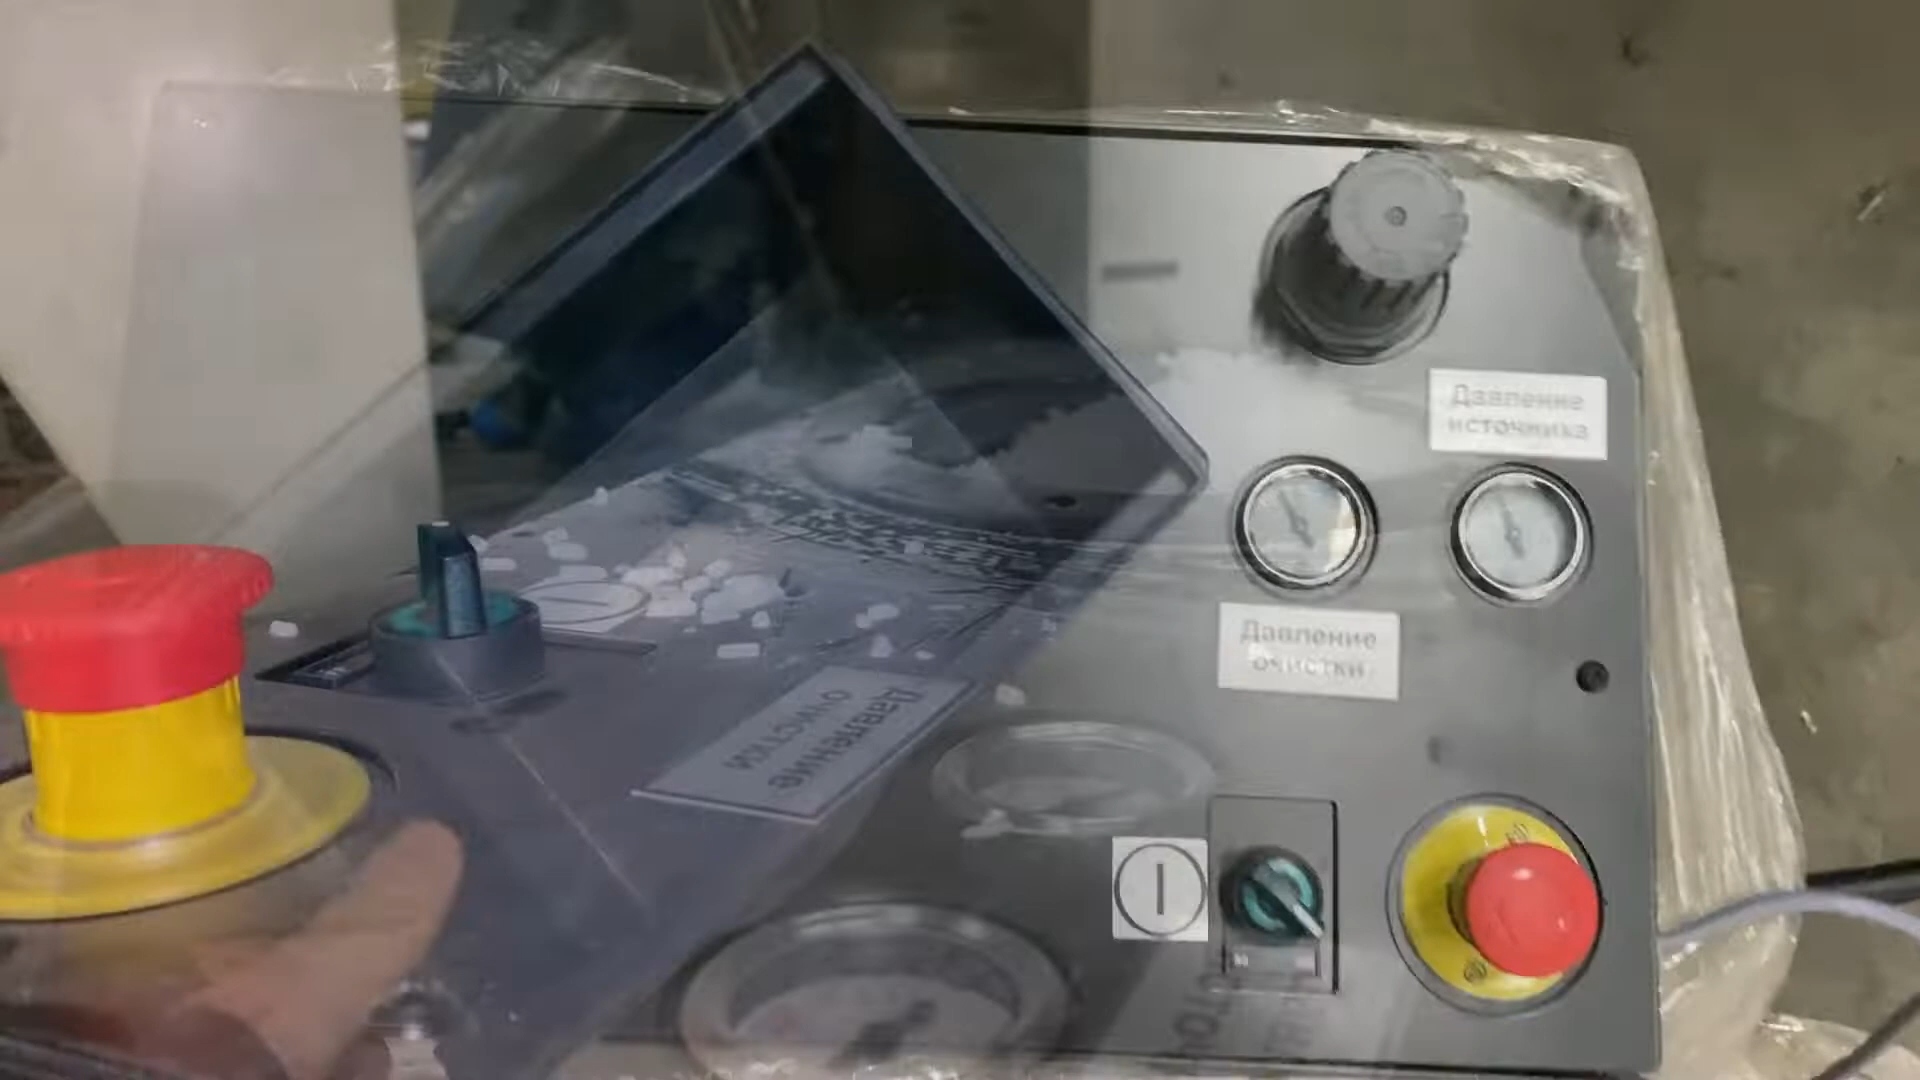 Давление
источника
Давление
очистки
Давление
очистки